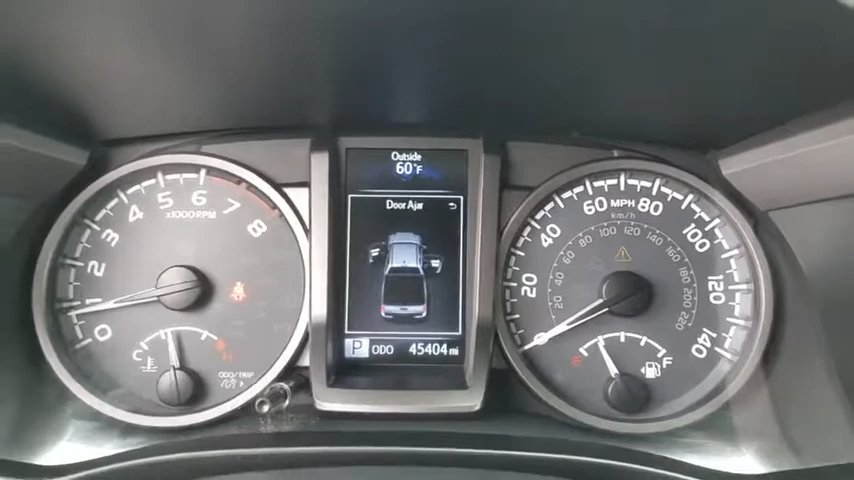 Outside
60°F
Door Ajar
P ODO 45404 mi
0
1
2
3
4
5
6
7
8
x1000RPM
C
H
ODO/TRIP
20
40
60 MPH 80
100
120
140
km/h
20
40
60
80
100
120
140
160
180
200
220
E
F